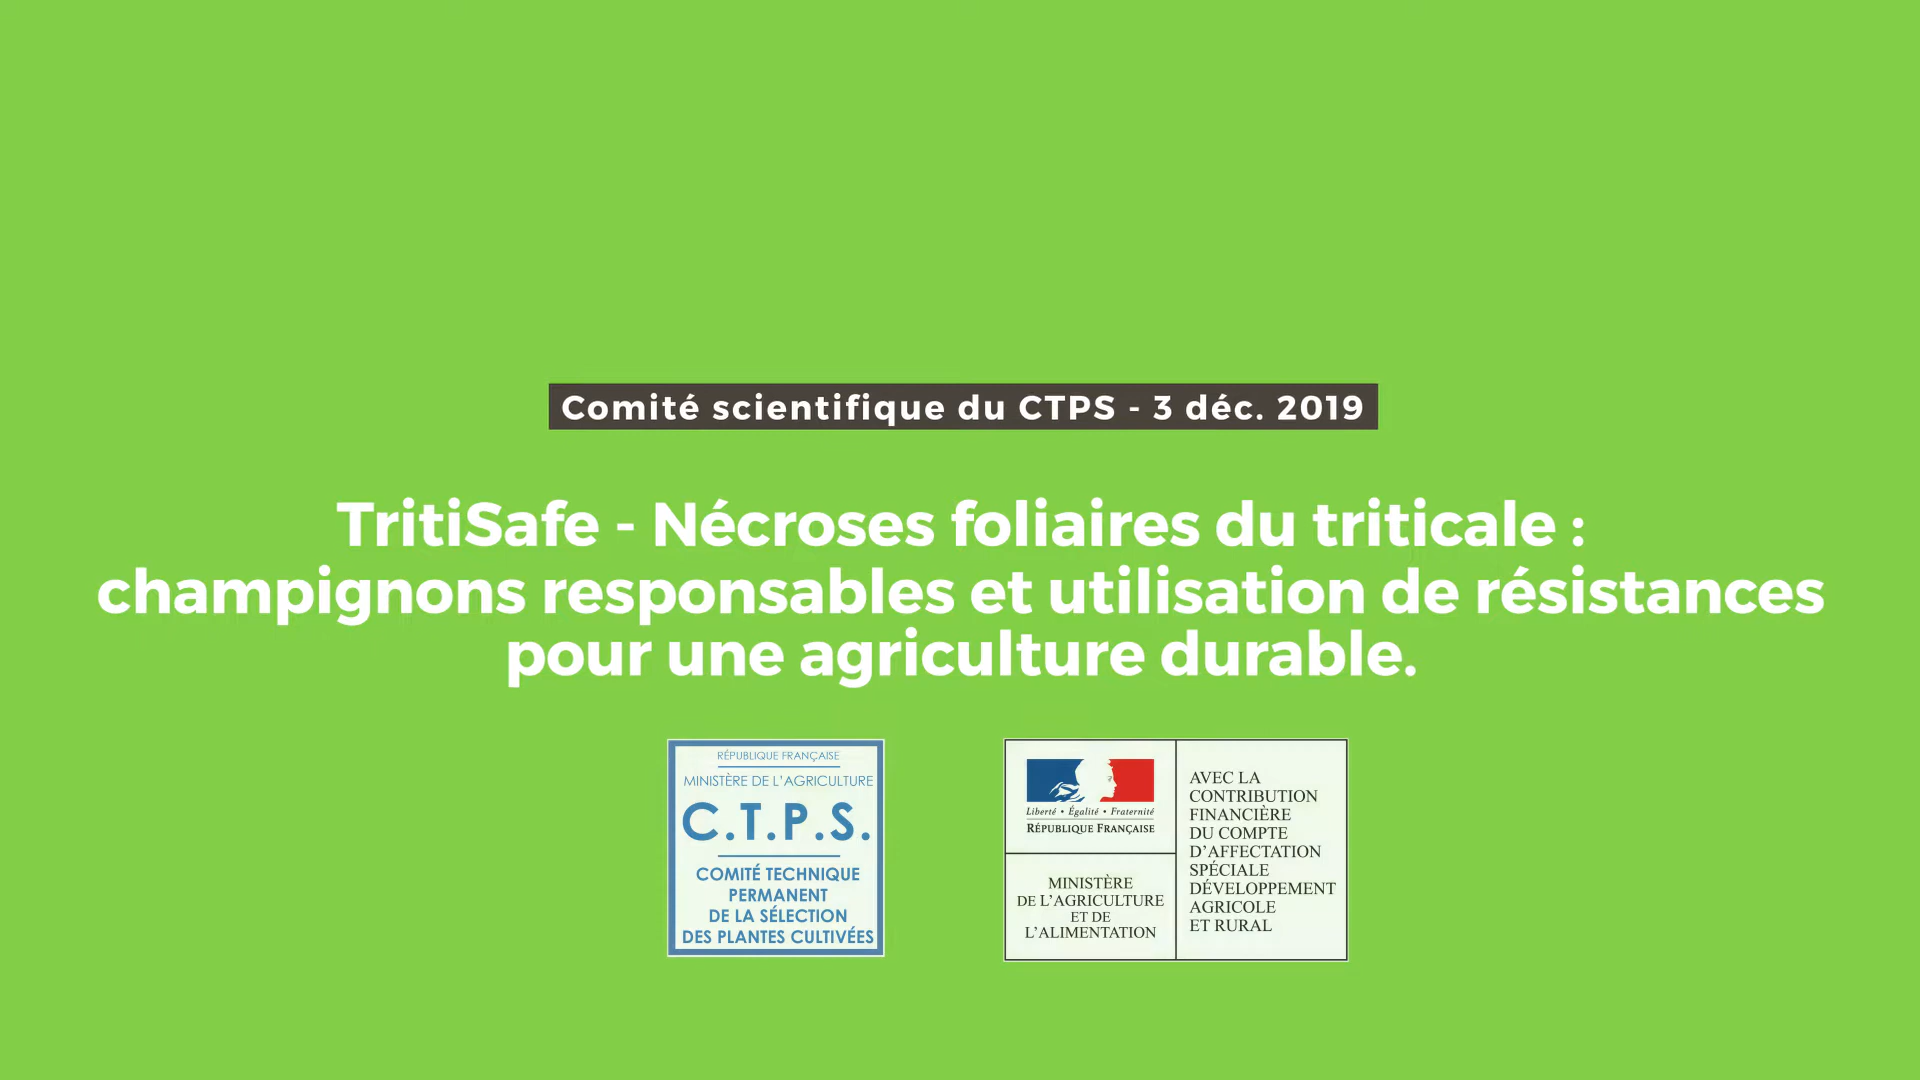 Comité scientifique du CTPS - 3 déc. 2019
TritiSafe - Nécroses foliaires du triticale :
champignons responsables et utilisation de résistances
pour une agriculture durable.
RÉPUBLIQUE FRANÇAISE
MINISTÈRE DE L'AGRICULTURE
C.T.P.S.
COMITÉ TECHNIQUE
PERMANENT
DE LA SÉLECTION
DES PLANTES CULTIVÉES
Liberté • Égalité • Fraternité
RÉPUBLIQUE FRANÇAISE
MINISTÈRE
DE L'AGRICULTURE
ET DE
L'ALIMENTATION
AVEC LA
CONTRIBUTION
FINANCIÈRE
DU COMPTE
D'AFFECTATION
SPÉCIALE
DÉVELOPPEMENT
AGRICOLE
ET RURAL